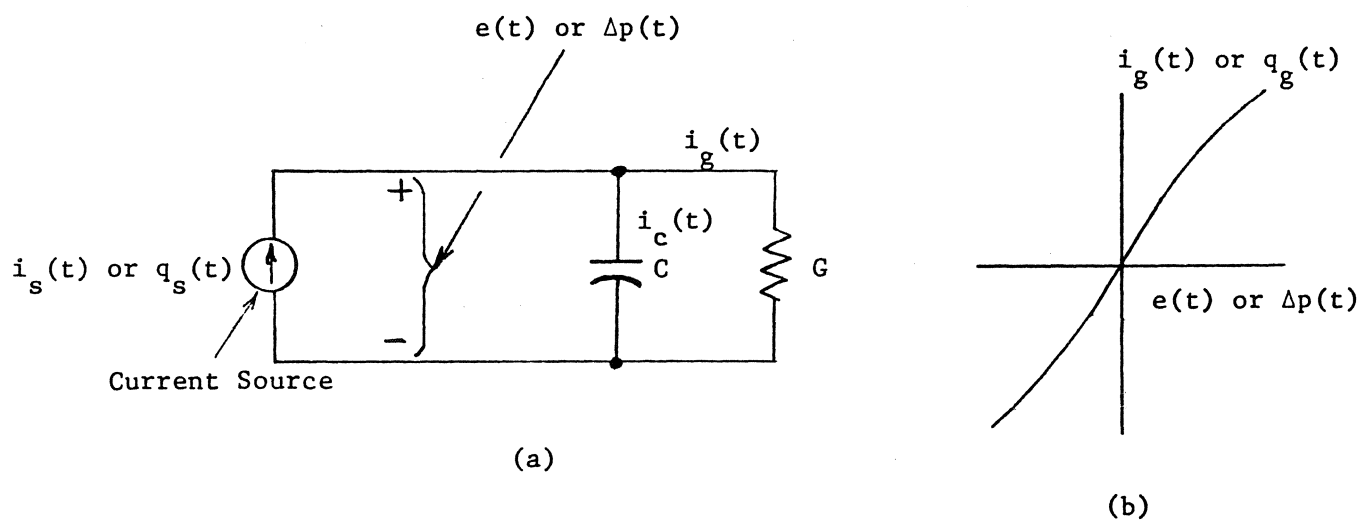 e(t) or Δp(t)
i_g(t) or q_g(t)
i_g(t)
+
i_c(t)
i_s(t) or q_s(t)
C
G
e(t) or Δp(t)
−
Current Source
(a)
(b)